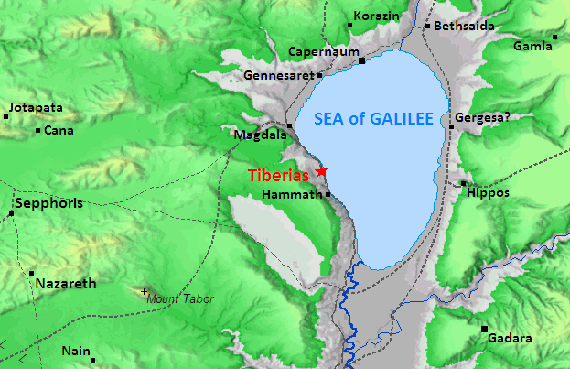 Korazin
Bethsaida
Gamla
Capernaum
Gennesaret
Jotapata
Cana
SEA of GALILEE
Gergesa?
Magdala
Tiberias
Hammath
Hippos
Sepphoris
Nazareth
Mount Tabor
Gadara
Nain